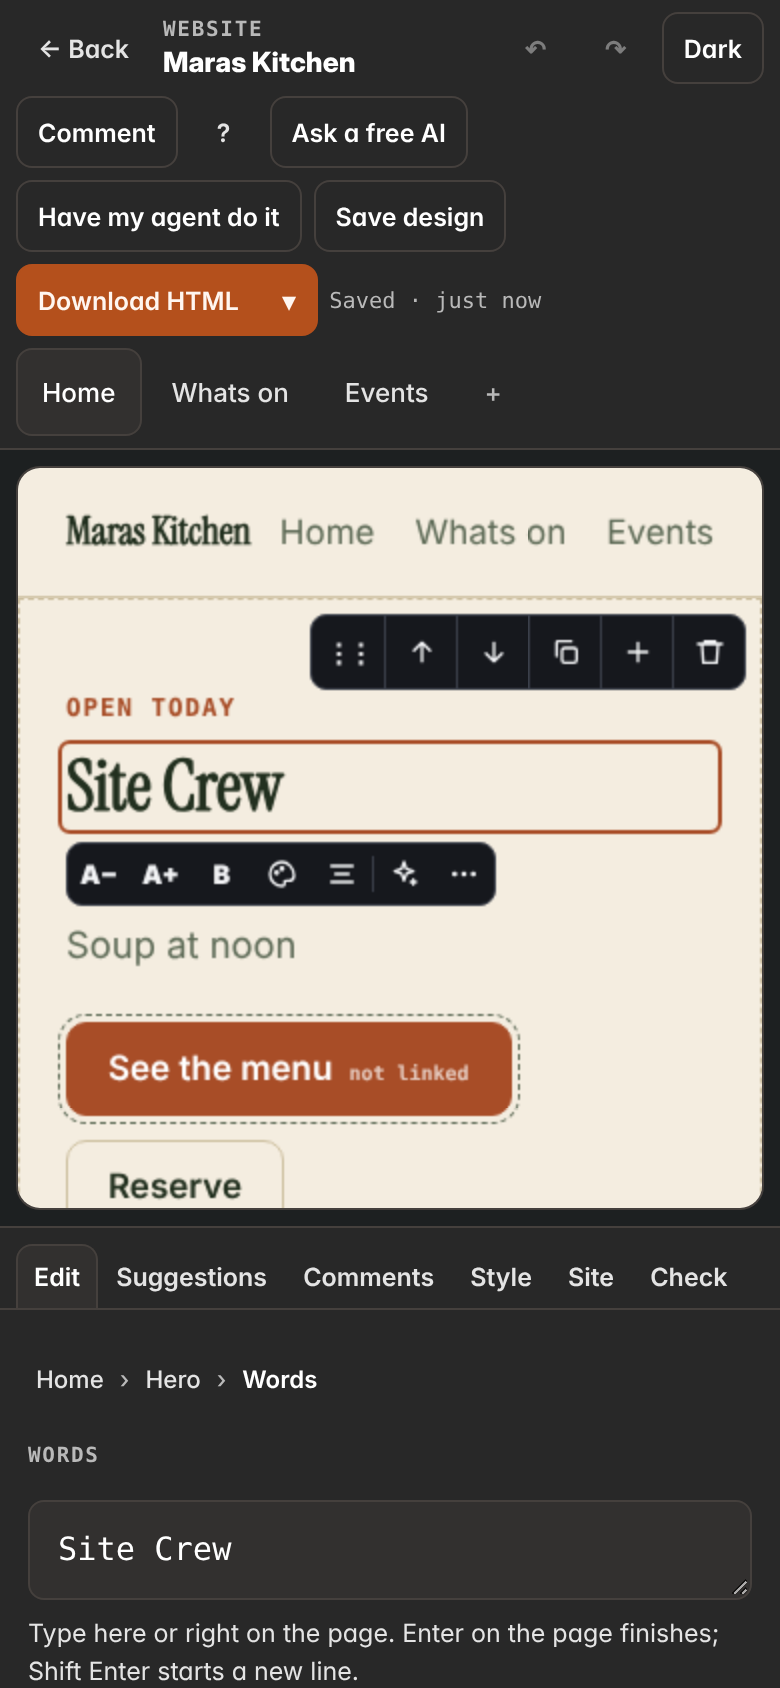 ← Back
WEBSITE
Maras Kitchen
↶ ↷ Dark
Comment ? Ask a free AI
Have my agent do it Save design
Download HTML ▼ Saved · just now
Home Whats on Events +
Maras Kitchen Home Whats on Events
OPEN TODAY
Site Crew
A− A+ B
Soup at noon
See the menu not linked
Reserve
Edit Suggestions Comments Style Site Check
Home › Hero › Words
WORDS
Site Crew
Type here or right on the page. Enter on the page finishes;
Shift Enter starts a new line.